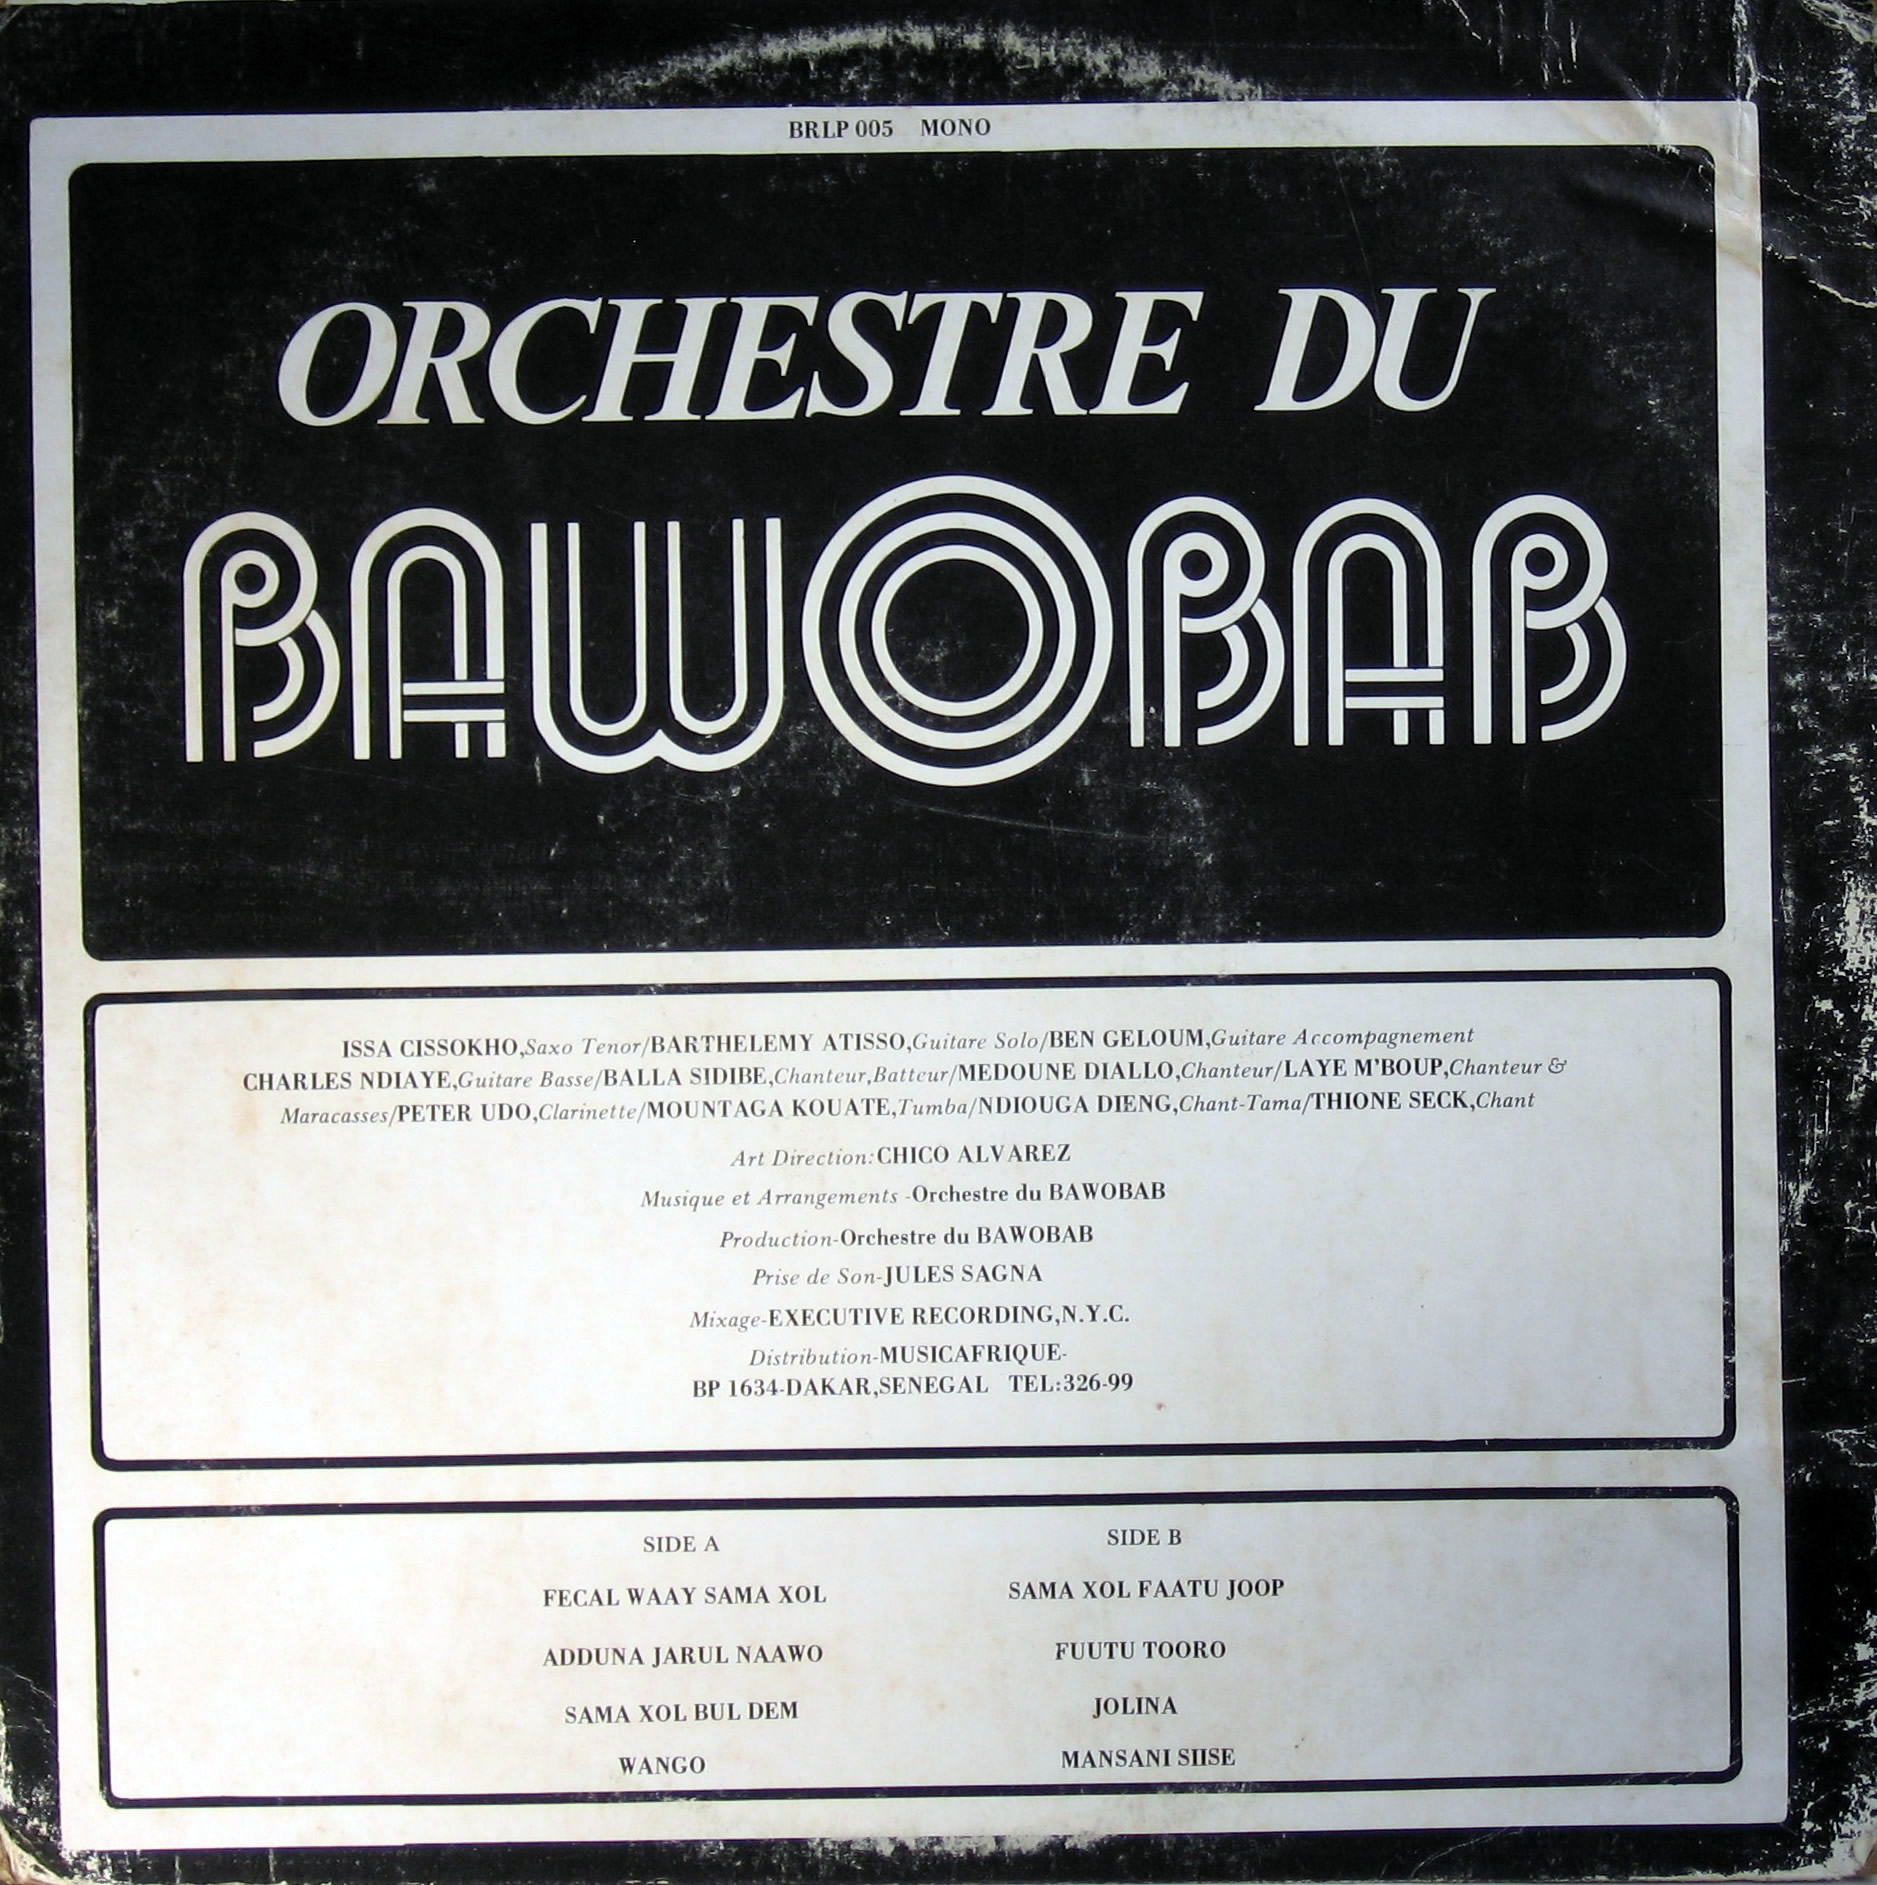 BRLP 005 MONO
ORCHESTRE DU
BAWOBAB
ISSA CISSOKHO,Saxo Tenor/BARTHELEMY ATISSO,Guitare Solo/BEN GELOUM,Guitare Accompagnement
CHARLES NDIAYE,Guitare Basse/BALLA SIDIBE,Chanteur,Batteur/MEDOUNE DIALLO,Chanteur/LAYE M'BOUP,Chanteur &
Maracasses/PETER UDO,Clarinette/MOUNTAGA KOUATE,Tumba/NDIOUGA DIENG,Chant-Tama/THIONE SECK,Chant
Art Direction:CHICO ALVAREZ
Musique et Arrangements -Orchestre du BAWOBAB
Production-Orchestre du BAWOBAB
Prise de Son-JULES SAGNA
Mixage-EXECUTIVE RECORDING,N.Y.C.
Distribution-MUSICAFRIQUE-
BP 1634-DAKAR,SENEGAL TEL:326-99
SIDE A
FECAL WAAY SAMA XOL
ADDUNA JARUL NAAWO
SAMA XOL BUL DEM
WANGO
SIDE B
SAMA XOL FAATU JOOP
FUUTU TOORO
JOLINA
MANSANI SIISE